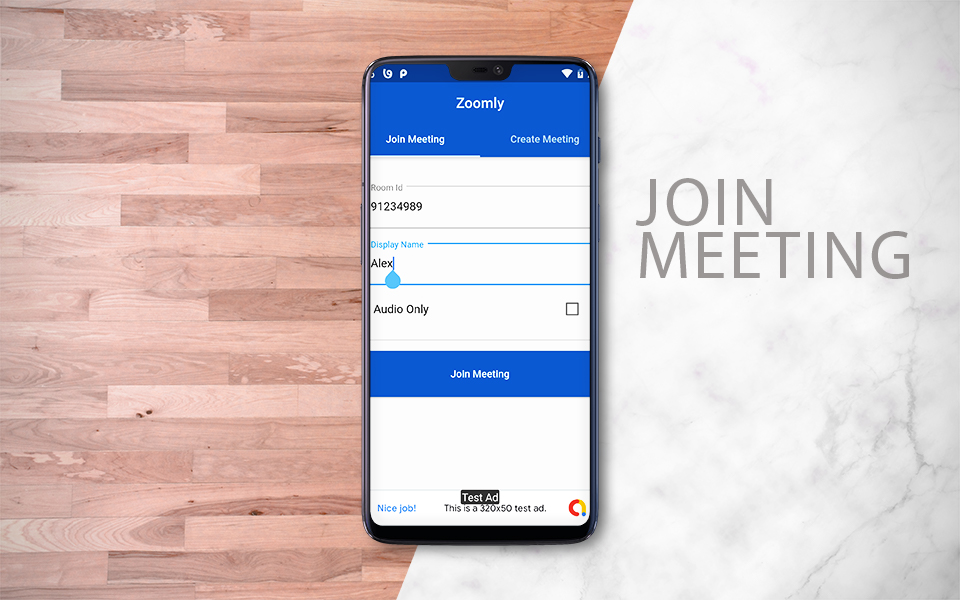 Zoomly
Join Meeting
Create Meeting
Room Id
91234989
Display Name
Alex
Audio Only
Join Meeting
Test Ad
Nice job!
This is a 320x50 test ad.
JOIN
MEETING